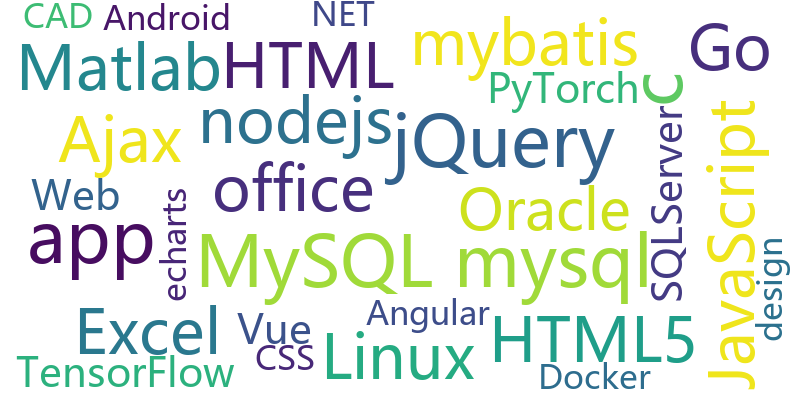 CAD
Android
NET
mybatis
Go
Matlab
HTML
PyTorch
C
nodejs
jQuery
Ajax
JavaScript
SQLServer
Web
office
echarts
Oracle
app
MySQL mysql
design
Excel
Vue
Angular
CSS
Linux
HTML5
TensorFlow
Docker